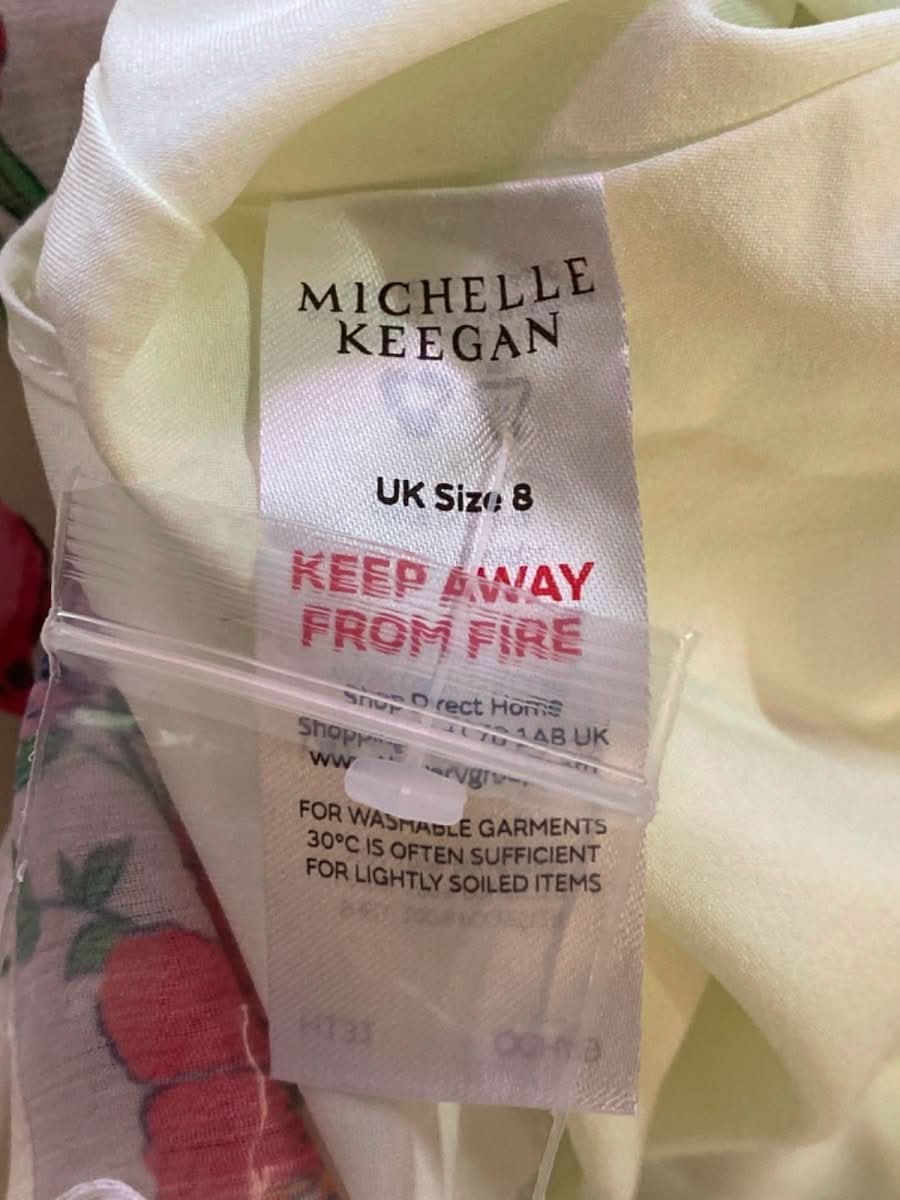 MICHELLE
KEEGAN
UK Size 8
KEEP AWAY
FROM FIRE
Shop Direct Home
1AB UK
FOR WASHABLE GARMENTS
30°C IS OFTEN SUFFICIENT
FOR LIGHTLY SOILED ITEMS